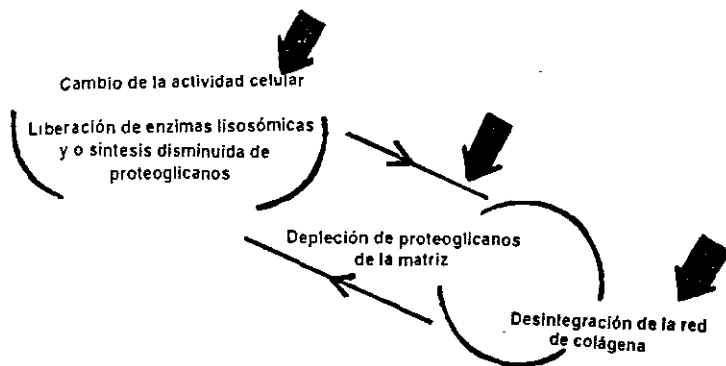 Cambio de la actividad celular
Liberación de enzimas lisosómicas
y o síntesis disminuida de
proteoglicanos
Depleción de proteoglicanos
de la matriz
Desintegración de la red
de colágena